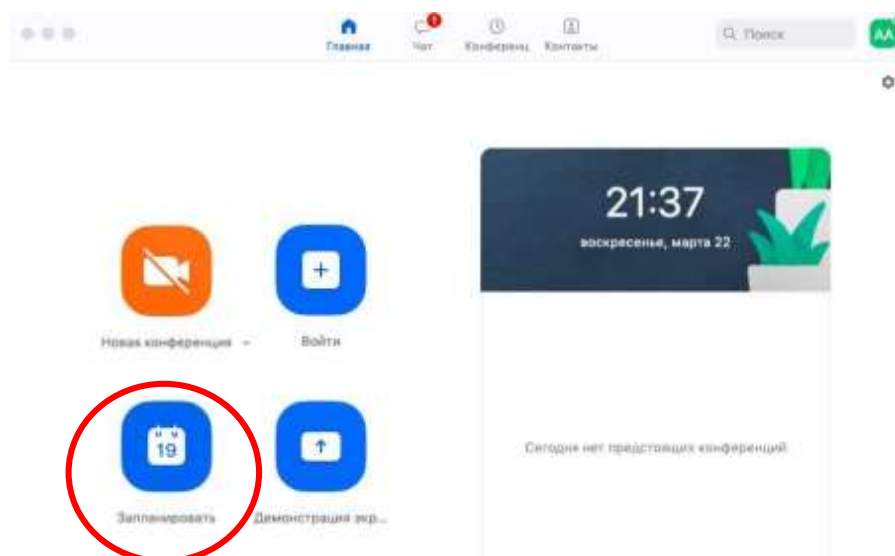 Главная
Чат
Конференц.
Контакты
Поиск
AA
21:37
воскресенье, марта 22
Новая конференция
Войти
19
Запланировать
Демонстрация экр...
Сегодня нет предстоящих конференций